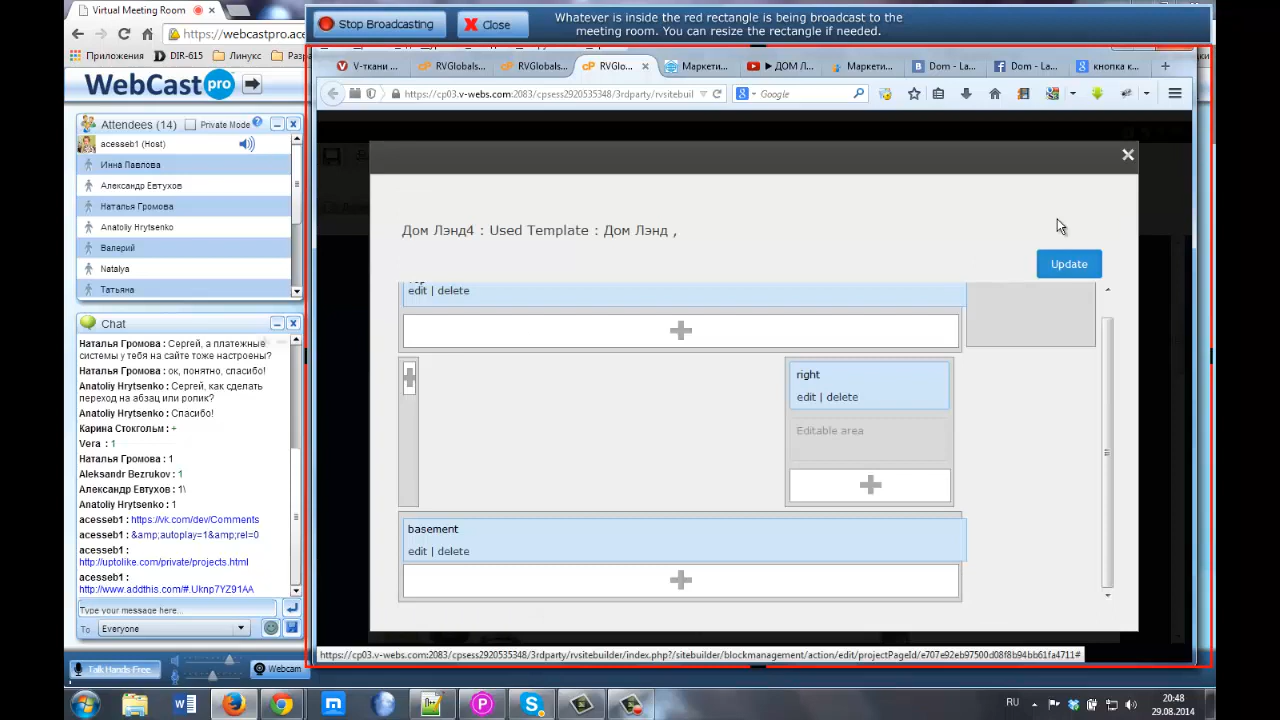 Virtual Meeting Room
https://webcastpro.ace
Приложения
DIR-615
Линукс
Stop Broadcasting
Close
Whatever is inside the red rectangle is being broadcast to the
meeting room. You can resize the rectangle if needed.
WebCast pro
V-ткани ...
RVGlobals...
RVGlobals...
RVGlo...
Маркети...
ДОМ Л...
Маркети...
Dom - La...
Dom - La...
кнопка к...
https://cp03.v-webs.com:2083/cpsess2920535348/3rdparty/rvsitebuil
Google
Attendees (14)
Private Mode
acesseb1 (Host)
Инна Павлова
Александр Евтухов
Наталья Громова
Anatoliy Hrytsenko
Валерий
Natalya
Татьяна
Дом Лэнд4 : Used Template : Дом Лэнд ,
Update
edit | delete
right
edit | delete
Editable area
basement
edit | delete
Chat
Наталья Громова : Сергей, а платежные
системы у тебя на сайте тоже настроены?
Наталья Громова : ок, понятно, спасибо!
Anatoliy Hrytsenko : Сергей, как сделать
переход на абзац или ролик?
Anatoliy Hrytsenko : Спасибо!
Карина Стокгольм : +
Vera : 1
Наталья Громова : 1
Aleksandr Bezrukov : 1
Александр Евтухов : 1\
Anatoliy Hrytsenko : 1
acesseb1 : https://vk.com/dev/Comments
acesseb1 : &amp;autoplay=1&amp;rel=0
acesseb1 :
http://uptolike.com/private/projects.html
acesseb1 :
http://www.addthis.com/#.Uknp7YZ91AA
Type your message here...
To
Everyone
Talk Hands-Free
Webcam
https://cp03.v-webs.com:2083/cpsess2920535348/3rdparty/rvsitebuilder/index.php?/sitebuilder/blockmanagement/action/edit/projectPageId/e707e92eb97500d08f8b94bb61fa4711#
RU
20:48
29.08.2014